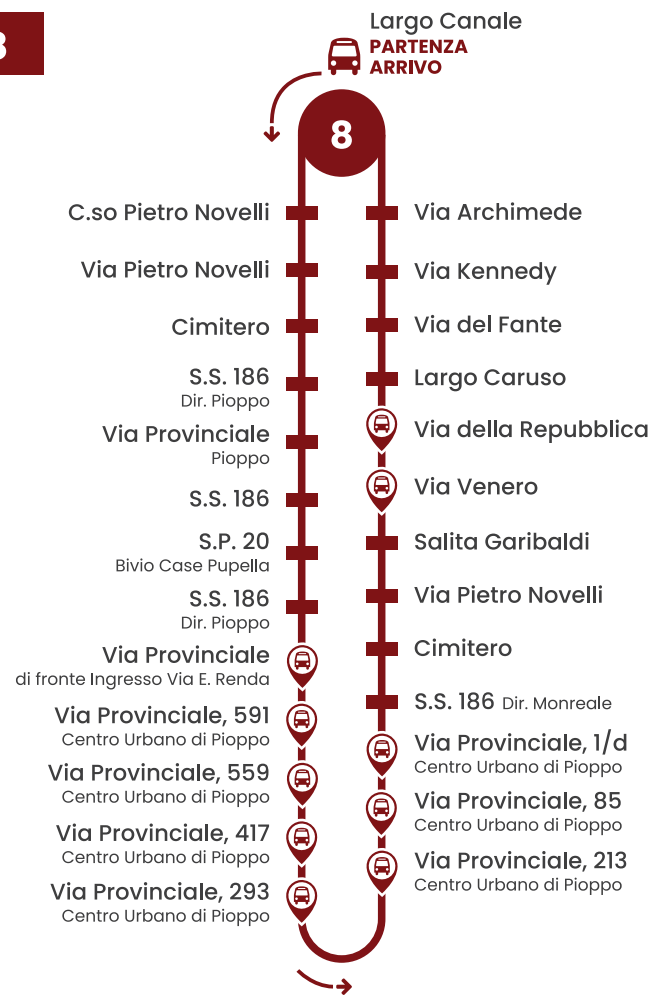 8
Largo Canale
PARTENZA
ARRIVO
8
C.so Pietro Novelli
Via Pietro Novelli
Cimitero
S.S. 186
Dir. Pioppo
Via Provinciale
Pioppo
S.S. 186
S.P. 20
Bivio Case Pupella
S.S. 186
Dir. Pioppo
Via Provinciale
di fronte Ingresso Via E. Renda
Via Provinciale, 591
Centro Urbano di Pioppo
Via Provinciale, 559
Centro Urbano di Pioppo
Via Provinciale, 417
Centro Urbano di Pioppo
Via Provinciale, 293
Centro Urbano di Pioppo
Via Archimede
Via Kennedy
Via del Fante
Largo Caruso
Via della Repubblica
Via Venero
Salita Garibaldi
Via Pietro Novelli
Cimitero
S.S. 186 Dir. Monreale
Via Provinciale, 1/d
Centro Urbano di Pioppo
Via Provinciale, 85
Centro Urbano di Pioppo
Via Provinciale, 213
Centro Urbano di Pioppo